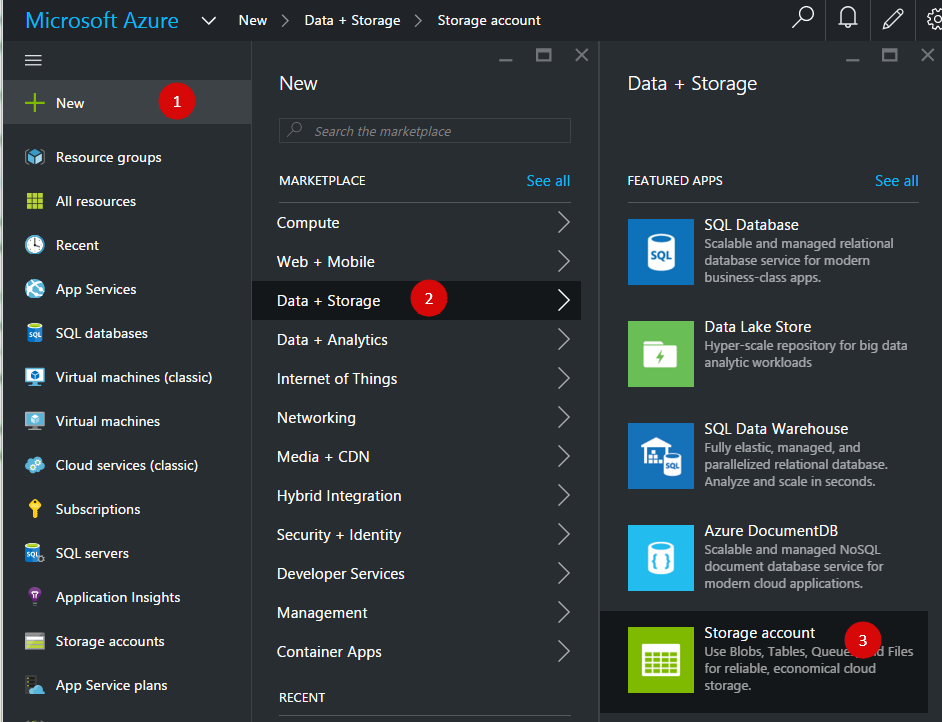 Microsoft Azure New Data + Storage Storage account
New
1
Resource groups
All resources
Recent
App Services
SQL databases
Virtual machines (classic)
Virtual machines
Cloud services (classic)
Subscriptions
SQL servers
Application Insights
Storage accounts
App Service plans
New
Search the marketplace
MARKETPLACE See all
Compute
Web + Mobile
Data + Storage
2
Data + Analytics
Internet of Things
Networking
Media + CDN
Hybrid Integration
Security + Identity
Developer Services
Management
Container Apps
RECENT
Data + Storage
FEATURED APPS See all
SQL
SQL Database
Scalable and managed relational
database service for modern
business-class apps.
Data Lake Store
Hyper-scale repository for big data
analytic workloads
SQL
SQL Data Warehouse
Fully elastic, managed, and
parallelized relational database.
Analyze and scale in seconds.
Azure DocumentDB
Scalable and managed NoSQL
document database service for
modern cloud applications.
Storage account
3
Use Blobs, Tables, Files
for reliable, economical cloud
storage.